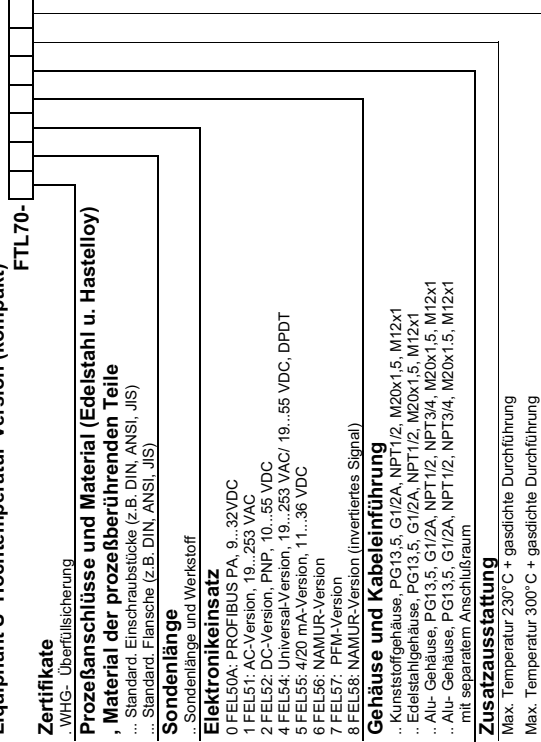 Liquiphant S Hochtemperatur Version (kompakt)
FTL70-
Zertifikate
. WHG- Überfüllsicherung
Prozeßanschlüsse und Material (Edelstahl u. Hastelloy)
, Material der prozeßberührenden Teile
... Standard. Einschraubstücke (z.B. DIN, ANSI, JIS)
... Standard. Flansche (z.B. DIN, ANSI, JIS)
Sondenlänge
.. Sondenlänge und Werkstoff
Elektronikeinsatz
0 FEL50A: PROFIBUS PA, 9...32VDC
1 FEL51: AC-Version, 19...253 VAC
2 FEL52: DC-Version, PNP, 10...55 VDC
4 FEL54: Universal-Version, 19...253 VAC/ 19...55 VDC, DPDT
5 FEL55: 4/20 mA-Version, 11...36 VDC
6 FEL56: NAMUR-Version
7 FEL57: PFM-Version
8 FEL58: NAMUR-Version (invertiertes Signal)
Gehäuse und Kabeleinführung
.. Kunststoffgehäuse, PG13,5, G1/2A, NPT1/2, M20x1,5, M12x1
.. Edelstahlgehäuse, PG13,5, G1/2A, NPT1/2, M20x1,5, M12x1
.. Alu- Gehäuse, PG13,5, G1/2A, NPT1/2, NPT3/4, M20x1,5, M12x1
.. Alu- Gehäuse, PG13,5, G1/2A, NPT1/2, NPT3/4, M20x1.5, M12x1
mit separatem Anschlußraum
Zusatzausstattung
Max. Temperatur 230°C + gasdichte Durchführung
Max. Temperatur 300°C + gasdichte Durchführung